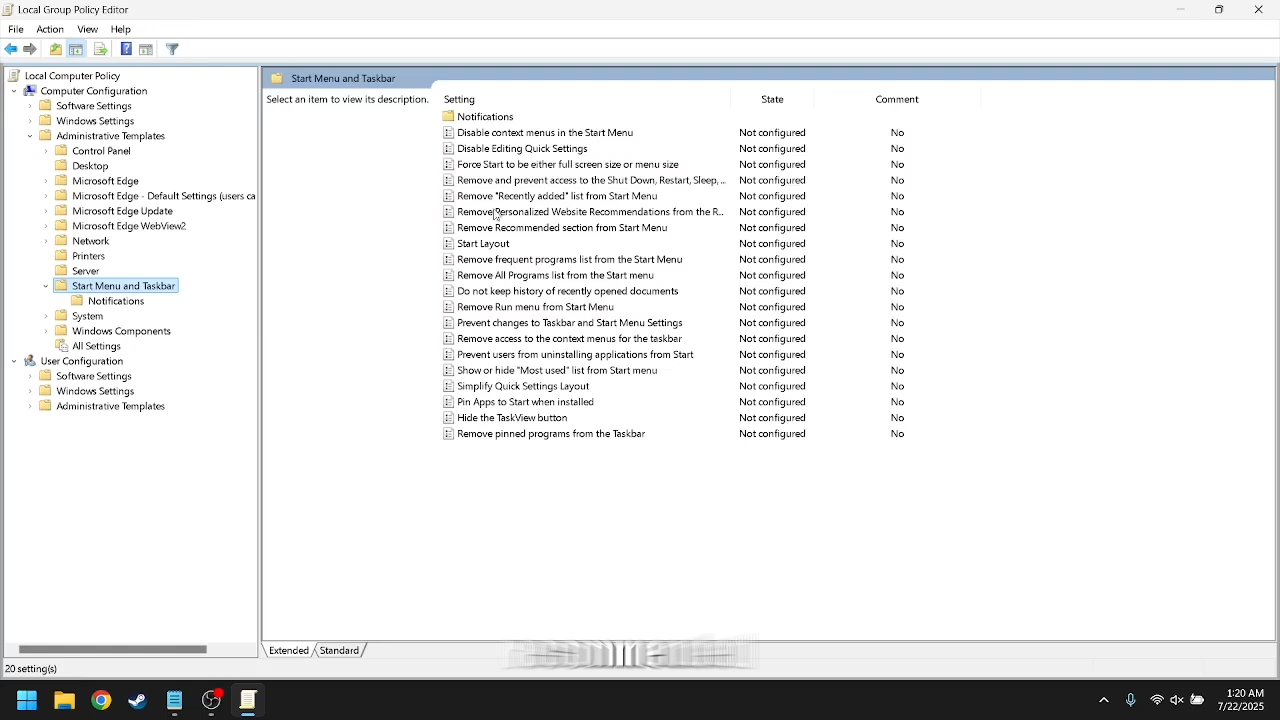 Local Group Policy Editor
File Action View Help
Local Computer Policy
Computer Configuration
Software Settings
Windows Settings
Administrative Templates
Control Panel
Desktop
Microsoft Edge
Microsoft Edge - Default Settings (users ca
Microsoft Edge Update
Microsoft Edge WebView2
Network
Printers
Server
Start Menu and Taskbar
Notifications
System
Windows Components
All Settings
User Configuration
Software Settings
Windows Settings
Administrative Templates
Start Menu and Taskbar
Select an item to view its description.
Setting State Comment
Notifications
Disable context menus in the Start Menu Not configured No
Disable Editing Quick Settings Not configured No
Force Start to be either full screen size or menu size Not configured No
Remove and prevent access to the Shut Down, Restart, Sleep, ... Not configured No
Remove "Recently added" list from Start Menu Not configured No
Remove Personalized Website Recommendations from the R... Not configured No
Remove Recommended section from Start Menu Not configured No
Start Layout Not configured No
Remove frequent programs list from the Start Menu Not configured No
Remove All Programs list from the Start menu Not configured No
Do not keep history of recently opened documents Not configured No
Remove Run menu from Start Menu Not configured No
Prevent changes to Taskbar and Start Menu Settings Not configured No
Remove access to the context menus for the taskbar Not configured No
Prevent users from uninstalling applications from Start Not configured No
Show or hide "Most used" list from Start menu Not configured No
Simplify Quick Settings Layout Not configured No
Pin Apps to Start when installed Not configured No
Hide the TaskView button Not configured No
Remove pinned programs from the Taskbar Not configured No
Extended Standard
20 setting(s)
1:20 AM
7/22/2025